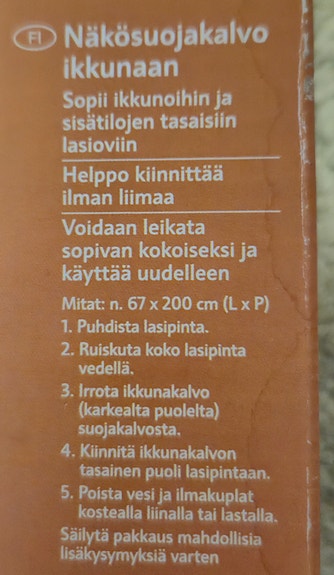 FI Näkösuojakalvo
ikkunaan
Sopii ikkunoihin ja
sisätilojen tasaisiin
lasioviin
Helppo kiinnittää
ilman liimaa
Voidaan leikata
sopivan kokoiseksi ja
käyttää uudelleen
Mitat: n. 67 x 200 cm (L x P)
1. Puhdista lasipinta.
2. Ruiskuta koko lasipinta
vedellä.
3. Irrota ikkunakalvo
(karkealta puolelta)
suojakalvosta.
4. Kiinnitä ikkunakalvon
tasainen puoli lasipintaan.
5. Poista vesi ja ilmakuplat
kostealla liinalla tai lastalla.
Säilytä pakkaus mahdollisia
lisäkysymyksiä varten